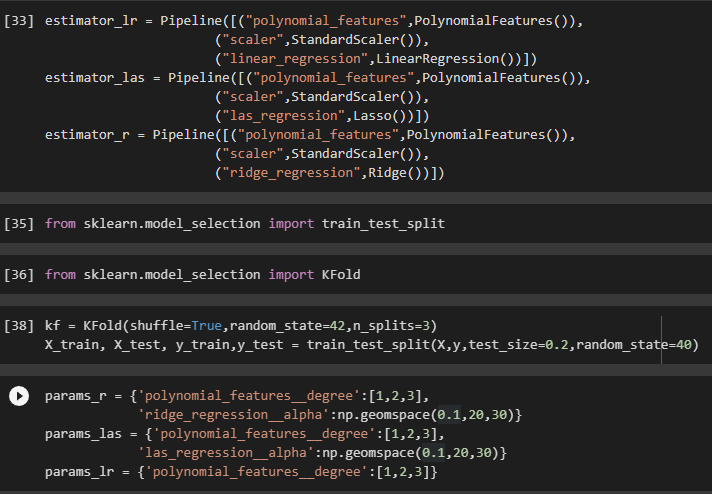 [33] estimator_lr = Pipeline([("polynomial_features",PolynomialFeatures()),
("scaler",StandardScaler()),
("linear_regression",LinearRegression())])
estimator_las = Pipeline([("polynomial_features",PolynomialFeatures()),
("scaler",StandardScaler()),
("las_regression",Lasso())])
estimator_r = Pipeline([("polynomial_features",PolynomialFeatures()),
("scaler",StandardScaler()),
("ridge_regression",Ridge())])
[35] from sklearn.model_selection import train_test_split
[36] from sklearn.model_selection import KFold
[38] kf = KFold(shuffle=True,random_state=42,n_splits=3)
X_train, X_test, y_train,y_test = train_test_split(X,y,test_size=0.2,random_state=40)
params_r = {'polynomial_features__degree':[1,2,3],
'ridge_regression__alpha':np.geomspace(0.1,20,30)}
params_las = {'polynomial_features__degree':[1,2,3],
'las_regression__alpha':np.geomspace(0.1,20,30)}
params_lr = {'polynomial_features__degree':[1,2,3]}